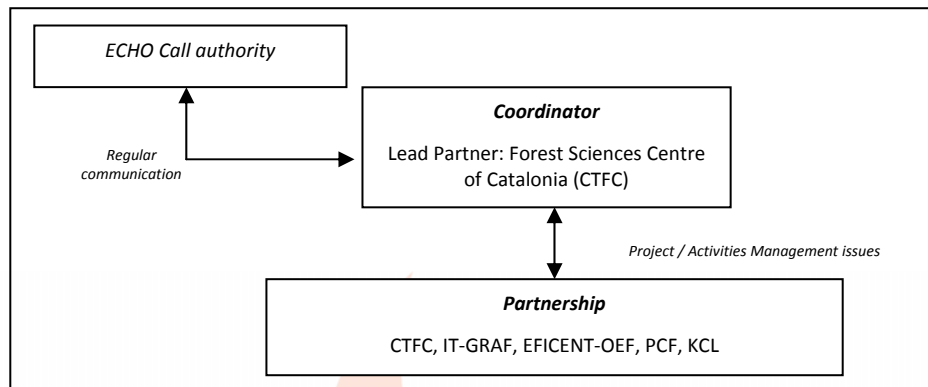 ECHO Call authority
Coordinator
Lead Partner: Forest Sciences Centre
of Catalonia (CTFC)
Regular
communication
Project / Activities Management issues
Partnership
CTFC, IT-GRAF, EFICENT-OEF, PCF, KCL